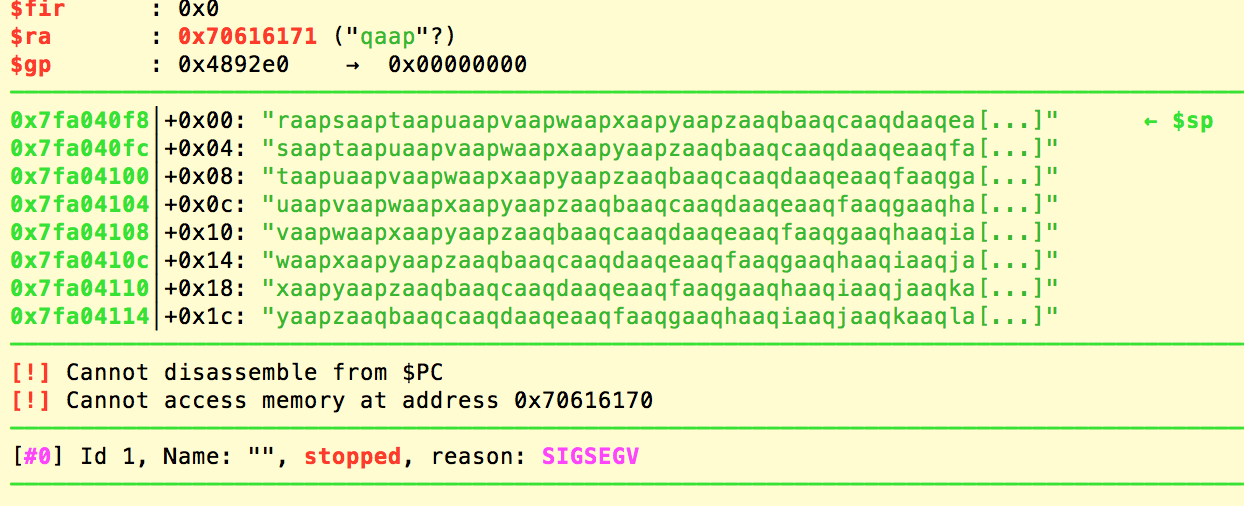 $fir : 0x0
$ra : 0x70616171 ("qaap"?)
$gp : 0x4892e0 → 0x00000000
0x7fa040f8│+0x00: "raapsaaptaapuaapvaapwaapxaapyaapzaaqbaaqcaaqdaaqea[...]" ← $sp
0x7fa040fc│+0x04: "saaptaapuaapvaapwaapxaapyaapzaaqbaaqcaaqdaaqeaaqfa[...]"
0x7fa04100│+0x08: "taapuaapvaapwaapxaapyaapzaaqbaaqcaaqdaaqeaaqfaaqga[...]"
0x7fa04104│+0x0c: "uaapvaapwaapxaapyaapzaaqbaaqcaaqdaaqeaaqfaaqgaaqha[...]"
0x7fa04108│+0x10: "vaapwaapxaapyaapzaaqbaaqcaaqdaaqeaaqfaaqgaaqhaaqia[...]"
0x7fa0410c│+0x14: "waapxaapyaapzaaqbaaqcaaqdaaqeaaqfaaqgaaqhaaqiaaqja[...]"
0x7fa04110│+0x18: "xaapyaapzaaqbaaqcaaqdaaqeaaqfaaqgaaqhaaqiaaqjaaqka[...]"
0x7fa04114│+0x1c: "yaapzaaqbaaqcaaqdaaqeaaqfaaqgaaqhaaqiaaqjaaqkaaqla[...]"
[!] Cannot disassemble from $PC
[!] Cannot access memory at address 0x70616170
[#0] Id 1, Name: "", stopped, reason: SIGSEGV